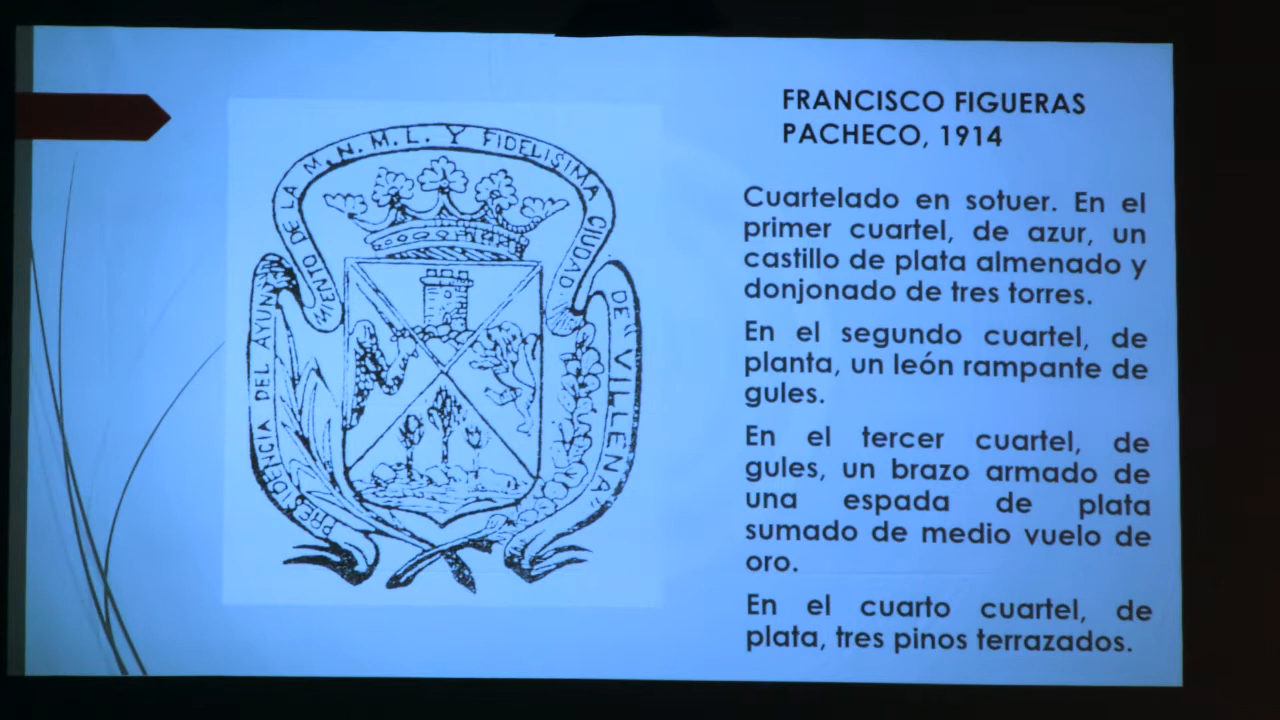 FRANCISCO FIGUERAS
PACHECO, 1914
Cuartelado en sotuer. En el
primer cuartel, de azur, un
castillo de plata almenado y
donjonado de tres torres.
En el segundo cuartel, de
planta, un león rampante de
gules.
En el tercer cuartel, de
gules, un brazo armado de
una espada de plata
sumado de medio vuelo de
oro.
En el cuarto cuartel, de
plata, tres pinos terrazados.
PRESIDENCIA DEL AYUNTAMIENTO DE LA M. N. M. L. Y FIDELISIMA CIUDAD DE "VILLENA"